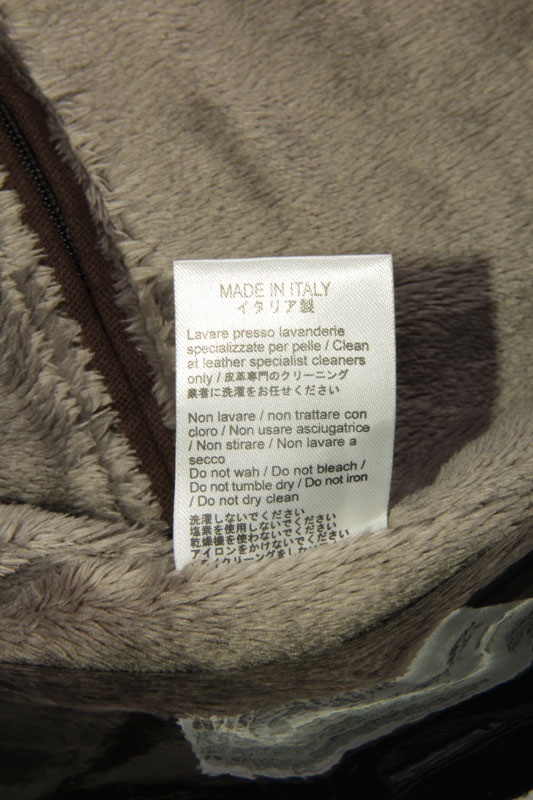 MADE IN ITALY
イタリア製
Lavare presso lavanderie
specializzate per pelle / Clean
at leather specialist cleaners
only / 皮革専門のクリーニング
業者に洗濯をお任せください
Non lavare / non trattare con
cloro / Non usare asciugatrice
/ Non stirare / Non lavare a
secco
Do not wah / Do not bleach /
Do not tumble dry / Do not iron
/ Do not dry clean
洗濯しないでください
塩素を使用しないでください
乾燥機を使わないでください
アイロンをかけないでください